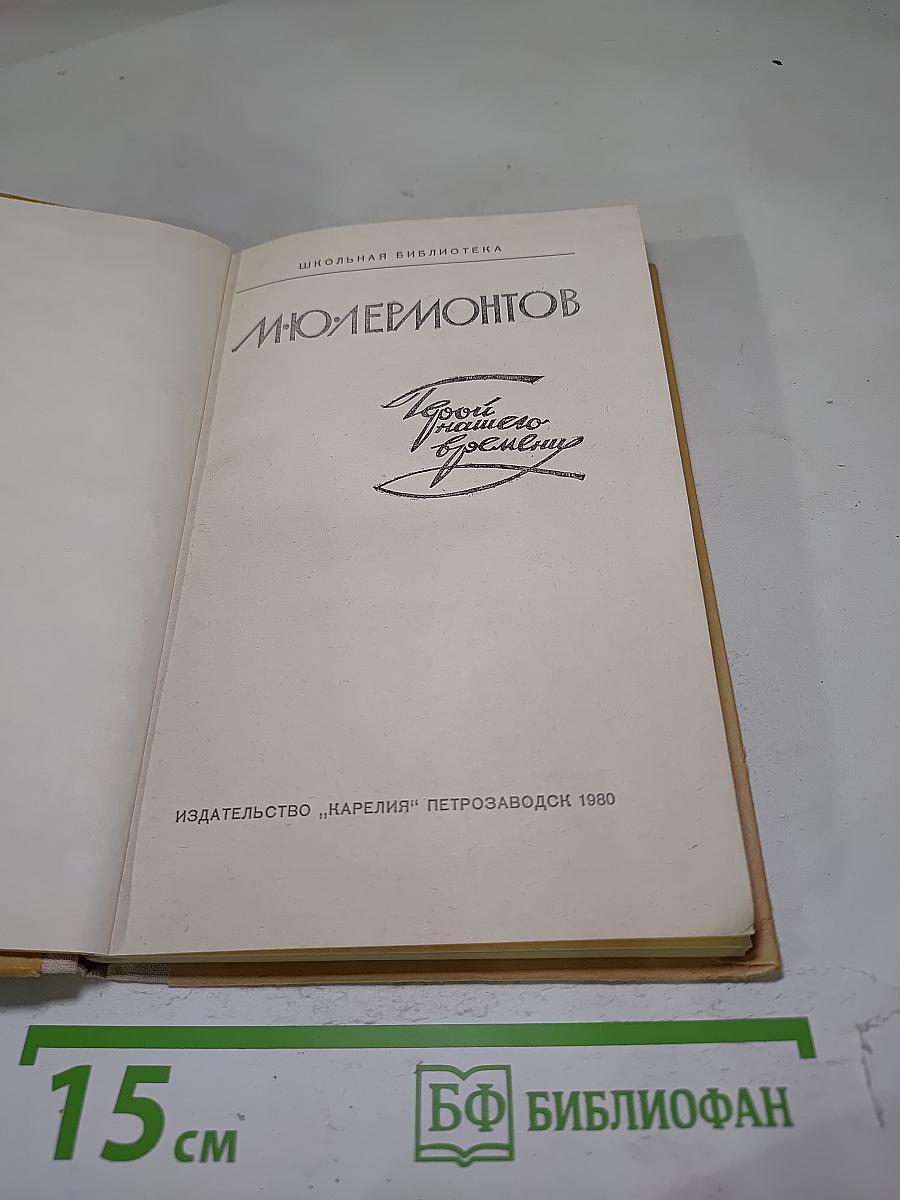 ШКОЛЬНАЯ БИБЛИОТЕКА
М·Ю·ЛЕРМОНТОВ
Герой
нашего
времени
ИЗДАТЕЛЬСТВО „КАРЕЛИЯ“ ПЕТРОЗАВОДСК 1980
15 см
БФ БИБЛИОФАН